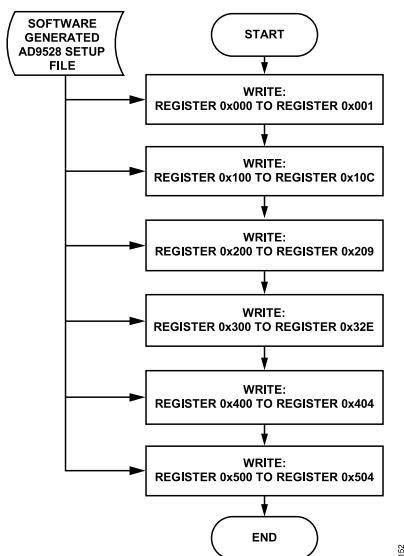 SOFTWARE
GENERATED
AD9528 SETUP
FILE
START
WRITE:
REGISTER 0x000 TO REGISTER 0x001
WRITE:
REGISTER 0x100 TO REGISTER 0x10C
WRITE:
REGISTER 0x200 TO REGISTER 0x209
WRITE:
REGISTER 0x300 TO REGISTER 0x32E
WRITE:
REGISTER 0x400 TO REGISTER 0x404
WRITE:
REGISTER 0x500 TO REGISTER 0x504
END
152